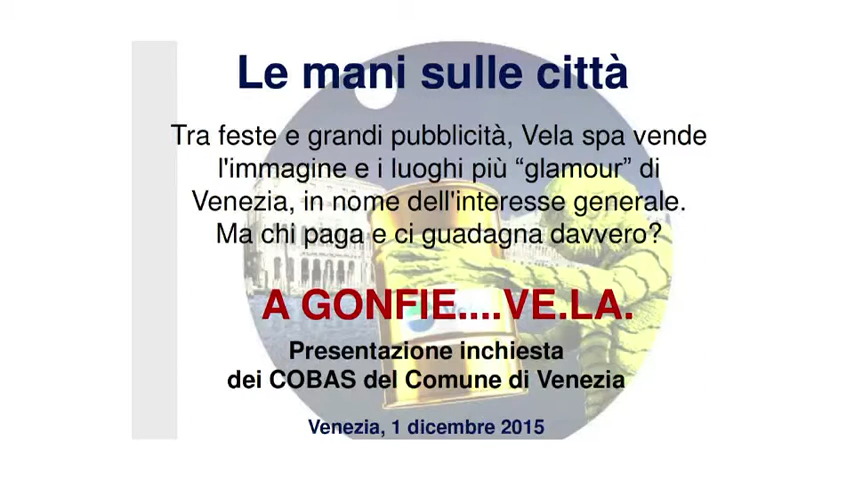 Le mani sulle città
Tra feste e grandi pubblicità, Vela spa vende
l'immagine e i luoghi più “glamour” di
Venezia, in nome dell'interesse generale.
Ma chi paga e ci guadagna davvero?
A GONFIE....VE.LA.
Presentazione inchiesta
dei COBAS del Comune di Venezia
Venezia, 1 dicembre 2015